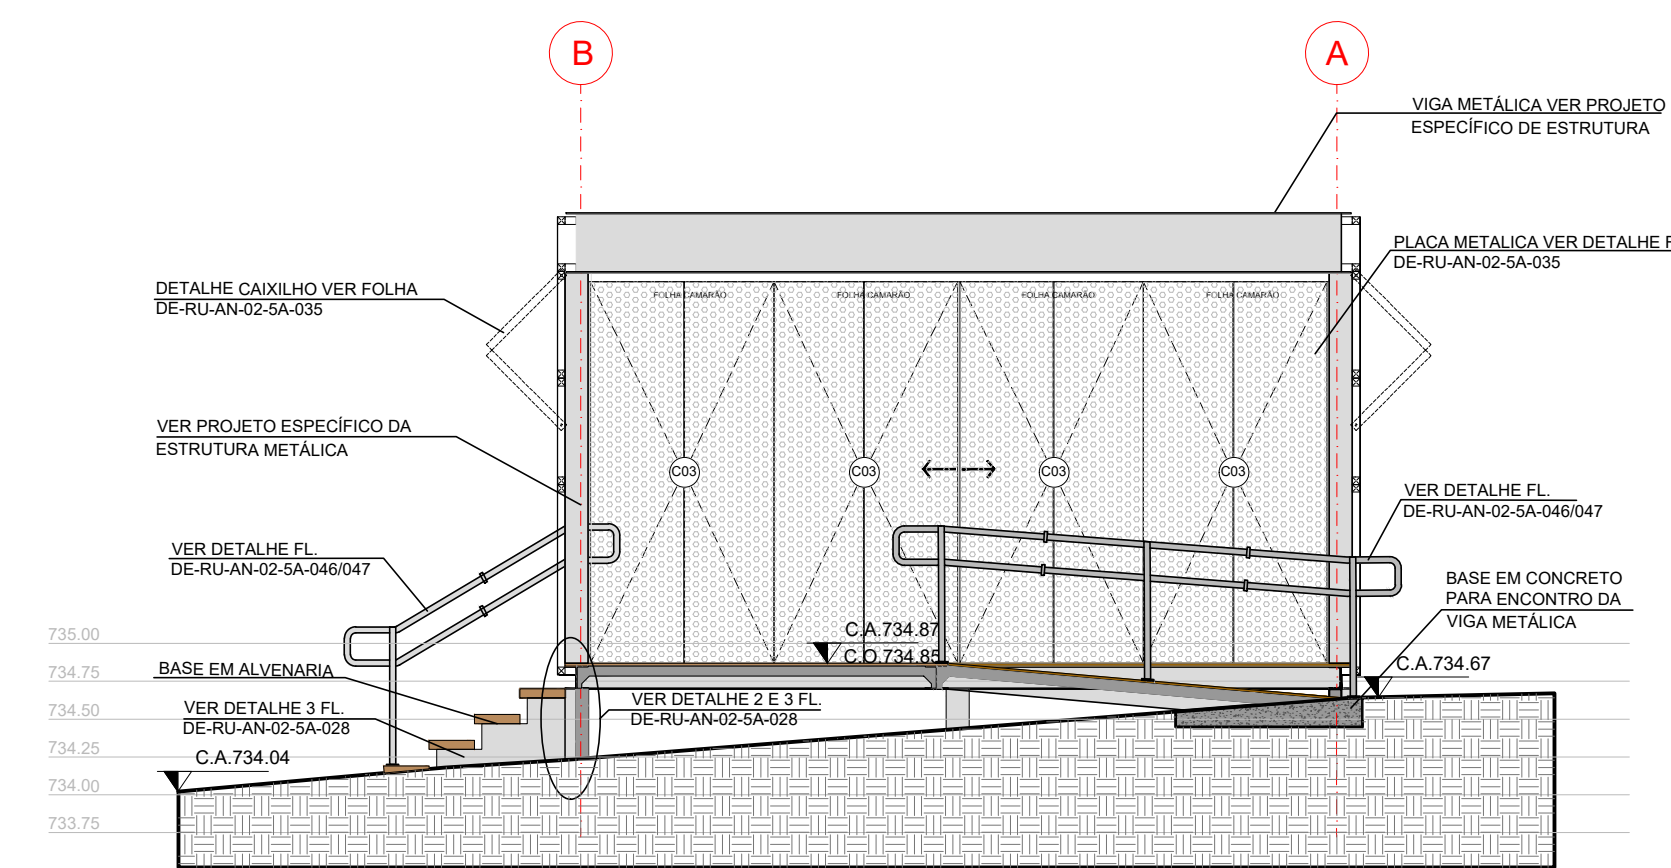 B
A
VIGA METÁLICA VER PROJETO
ESPECÍFICO DE ESTRUTURA
PLACA METALICA VER DETALHE F
DE-RU-AN-02-5A-035
DETALHE CAIXILHO VER FOLHA
DE-RU-AN-02-5A-035
FOLHA CAMARÃO
FOLHA CAMARÃO
FOLHA CAMARÃO
FOLHA CAMARÃO
VER PROJETO ESPECÍFICO DA
ESTRUTURA METÁLICA
C03
C03
C03
C03
VER DETALHE FL.
DE-RU-AN-02-5A-046/047
VER DETALHE FL.
DE-RU-AN-02-5A-046/047
BASE EM CONCRETO
PARA ENCONTRO DA
VIGA METÁLICA
735.00
C.A.734.87
C.O.734.85
C.A.734.67
734.75
BASE EM ALVENARIA
VER DETALHE 2 E 3 FL.
DE-RU-AN-02-5A-028
734.50
VER DETALHE 3 FL.
DE-RU-AN-02-5A-028
734.25
C.A.734.04
734.00
733.75